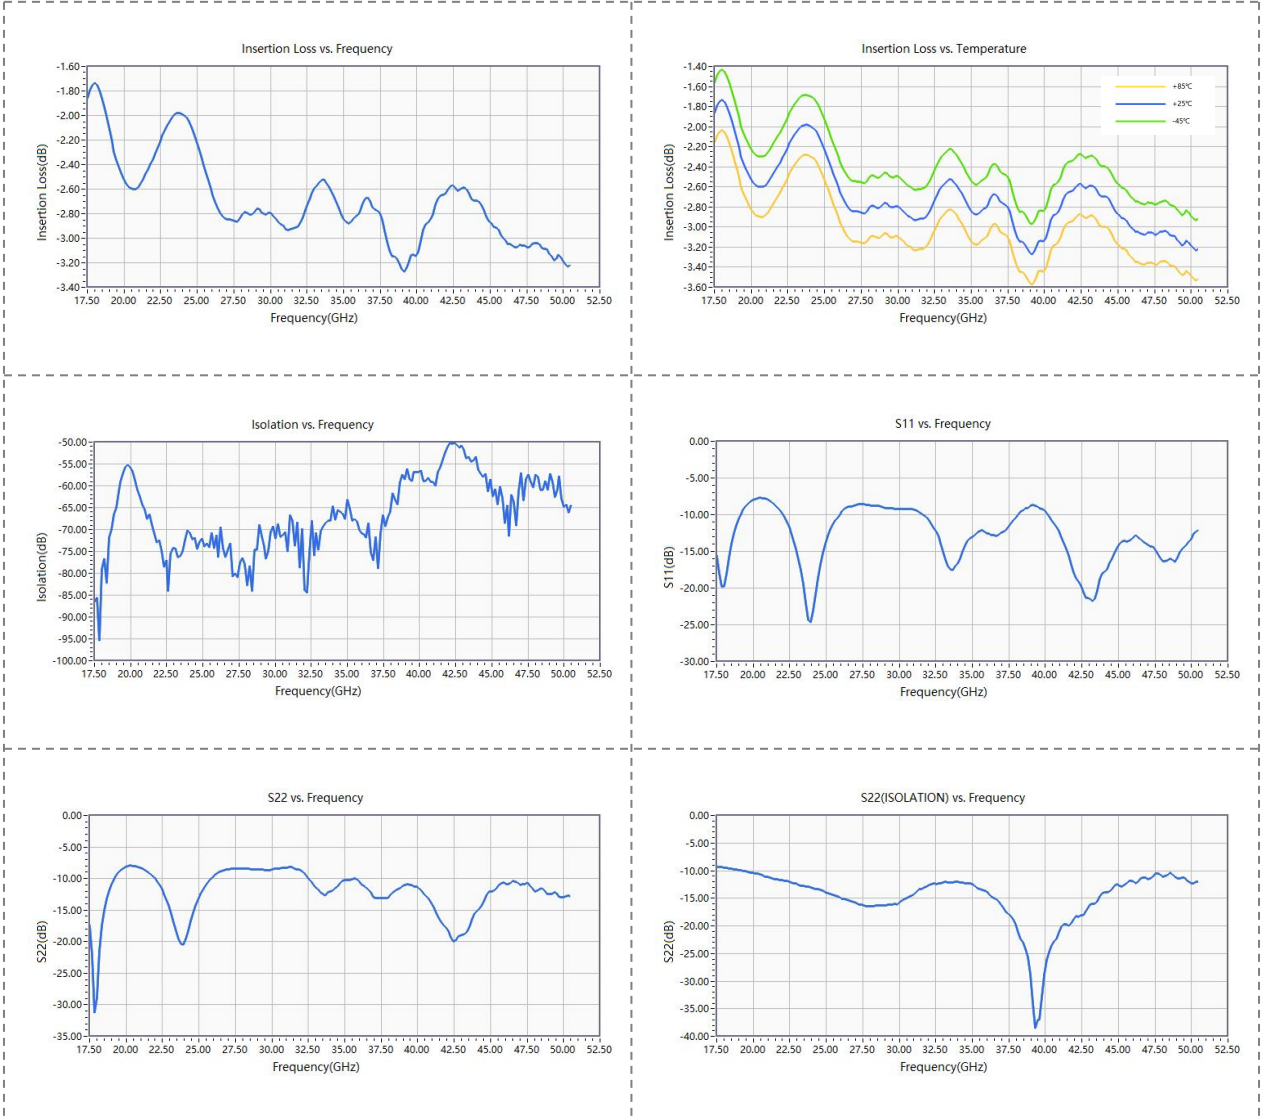 Insertion Loss vs. Frequency
Insertion Loss(dB)
-1.60
-1.80
-2.00
-2.20
-2.40
-2.60
-2.80
-3.00
-3.20
-3.40
17.50 20.00 22.50 25.00 27.50 30.00 32.50 35.00 37.50 40.00 42.50 45.00 47.50 50.00 52.50
Frequency(GHz)
Insertion Loss vs. Temperature
Insertion Loss(dB)
-1.40
-1.60
-1.80
-2.00
-2.20
-2.40
-2.60
-2.80
-3.00
-3.20
-3.40
-3.60
+85℃
+25℃
-45℃
17.50 20.00 22.50 25.00 27.50 30.00 32.50 35.00 37.50 40.00 42.50 45.00 47.50 50.00 52.50
Frequency(GHz)
Isolation vs. Frequency
Isolation(dB)
-50.00
-55.00
-60.00
-65.00
-70.00
-75.00
-80.00
-85.00
-90.00
-95.00
-100.00
17.50 20.00 22.50 25.00 27.50 30.00 32.50 35.00 37.50 40.00 42.50 45.00 47.50 50.00 52.50
Frequency(GHz)
S11 vs. Frequency
S11(dB)
0.00
-5.00
-10.00
-15.00
-20.00
-25.00
-30.00
17.50 20.00 22.50 25.00 27.50 30.00 32.50 35.00 37.50 40.00 42.50 45.00 47.50 50.00 52.50
Frequency(GHz)
S22 vs. Frequency
S22(dB)
0.00
-5.00
-10.00
-15.00
-20.00
-25.00
-30.00
-35.00
17.50 20.00 22.50 25.00 27.50 30.00 32.50 35.00 37.50 40.00 42.50 45.00 47.50 50.00 52.50
Frequency(GHz)
S22(ISOLATION) vs. Frequency
S22(dB)
0.00
-5.00
-10.00
-15.00
-20.00
-25.00
-30.00
-35.00
-40.00
17.50 20.00 22.50 25.00 27.50 30.00 32.50 35.00 37.50 40.00 42.50 45.00 47.50 50.00 52.50
Frequency(GHz)